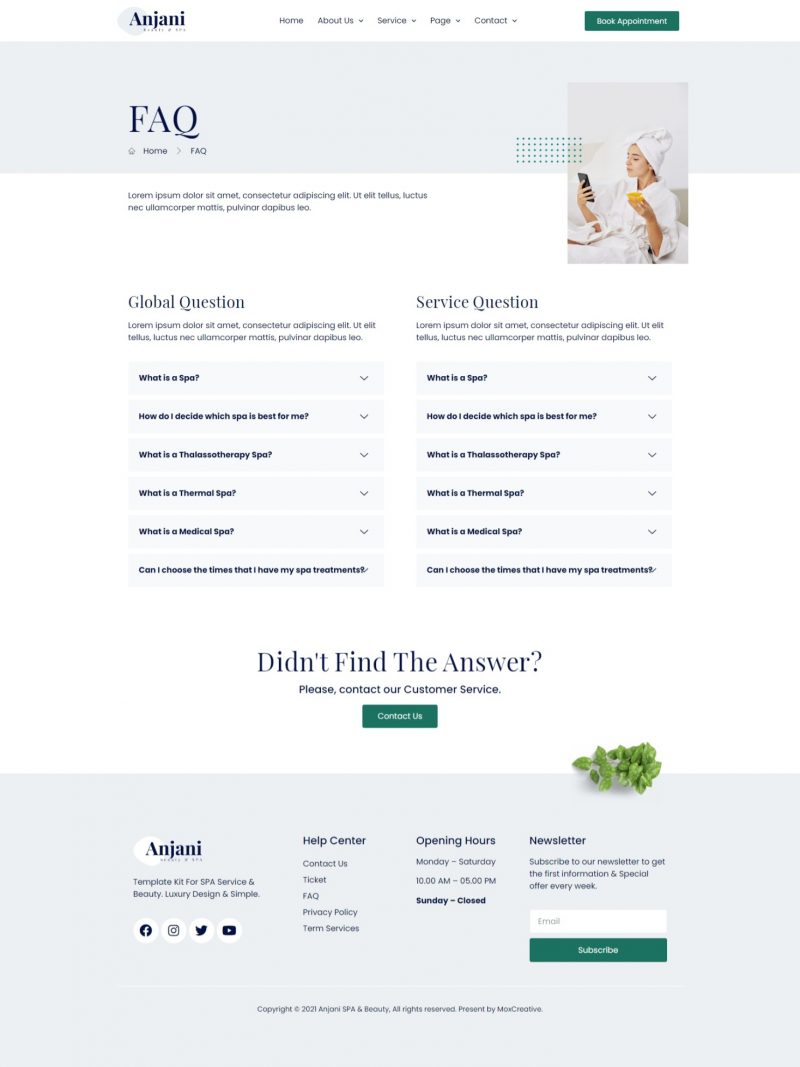 Anjani
Beauty & SPA
Home
About Us
Service
Page
Contact
Book Appointment
FAQ
Home
FAQ
Lorem ipsum dolor sit amet, consectetur adipiscing elit. Ut elit tellus, luctus
nec ullamcorper mattis, pulvinar dapibus leo.
Global Question
Lorem ipsum dolor sit amet, consectetur adipiscing elit. Ut elit
tellus, luctus nec ullamcorper mattis, pulvinar dapibus leo.
What is a Spa?
How do I decide which spa is best for me?
What is a Thalassotherapy Spa?
What is a Thermal Spa?
What is a Medical Spa?
Can I choose the times that I have my spa treatments?
Service Question
Lorem ipsum dolor sit amet, consectetur adipiscing elit. Ut elit
tellus, luctus nec ullamcorper mattis, pulvinar dapibus leo.
What is a Spa?
How do I decide which spa is best for me?
What is a Thalassotherapy Spa?
What is a Thermal Spa?
What is a Medical Spa?
Can I choose the times that I have my spa treatments?
Didn't Find The Answer?
Please, contact our Customer Service.
Contact Us
Anjani
Beauty & SPA
Template Kit For SPA Service &
Beauty. Luxury Design & Simple.
Help Center
Contact Us
Ticket
FAQ
Privacy Policy
Term Services
Opening Hours
Monday – Saturday
10.00 AM – 05.00 PM
Sunday – Closed
Newsletter
Subscribe to our newsletter to get
the first information & Special
offer every week.
Email
Subscribe
Copyright © 2021 Anjani SPA & Beauty, All rights reserved. Present by MoxCreative.